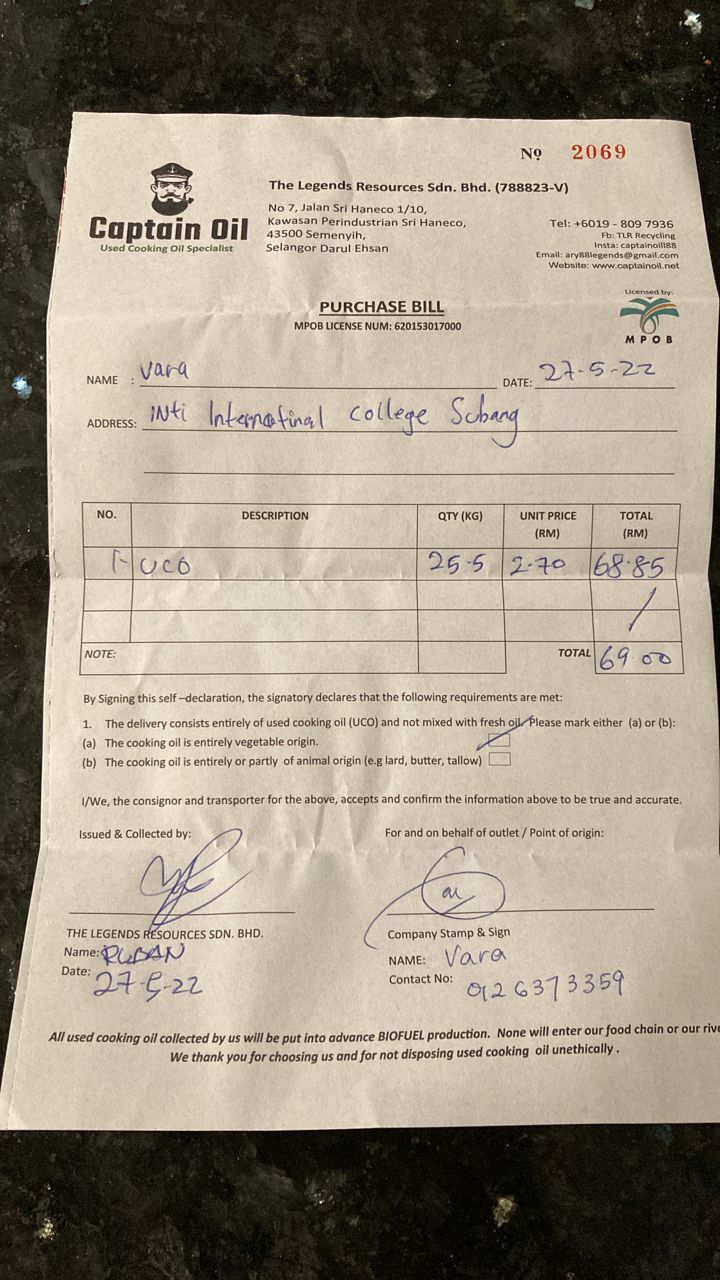 Nº 2069
Captain Oil
Used Cooking Oil Specialist
The Legends Resources Sdn. Bhd. (788823-V)
No 7, Jalan Sri Haneco 1/10,
Kawasan Perindustrian Sri Haneco,
43500 Semenyih,
Selangor Darul Ehsan
Tel: +6019 - 809 7936
Fb: TLR Recycling
Insta: captainoil88
Email: ary88legends@gmail.com
Website: www.captainoil.net
Licensed by:
MPOB
PURCHASE BILL
MPOB LICENSE NUM: 620153017000
NAME : Vara
DATE: 27-5-22
ADDRESS: INti Internatinal College Subang
NO. DESCRIPTION QTY (KG) UNIT PRICE (RM) TOTAL (RM)
1- UCO 25.5 2.70 68.85
NOTE: TOTAL 69.00
By Signing this self –declaration, the signatory declares that the following requirements are met:
1. The delivery consists entirely of used cooking oil (UCO) and not mixed with fresh oil. Please mark either (a) or (b):
(a) The cooking oil is entirely vegetable origin.
(b) The cooking oil is entirely or partly of animal origin (e.g lard, butter, tallow)
I/We, the consignor and transporter for the above, accepts and confirm the information above to be true and accurate.
Issued & Collected by:
For and on behalf of outlet / Point of origin:
THE LEGENDS RESOURCES SDN. BHD.
Name: RUBAN
Date: 27-5-22
Company Stamp & Sign
NAME: Vara
Contact No: 0126373359
All used cooking oil collected by us will be put into advance BIOFUEL production. None will enter our food chain or our rive
We thank you for choosing us and for not disposing used cooking oil unethically .